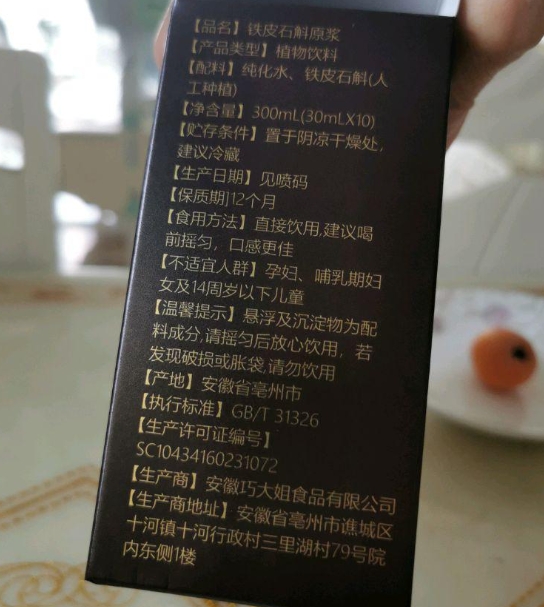 【品名】铁皮石斛原浆
【产品类型】植物饮料
【配料】纯化水、铁皮石斛(人
工种植)
【净含量】300mL(30mLX10)
【贮存条件】置于阴凉干燥处,
建议冷藏
【生产日期】见喷码
【保质期]12个月
【食用方法】直接饮用,建议喝
前摇匀，口感更佳
【不适宜人群】孕妇、哺乳期妇
女及14周岁以下儿童
【温馨提示】悬浮及沉淀物为配
料成分,请摇匀后放心饮用，若
发现破损或胀袋,请勿饮用
【产地】安徽省亳州市
【执行标准】GB/T 31326
【生产许可证编号】
SC10434160231072
【生产商】安徽巧大姐食品有限公司
【生产商地址】安徽省亳州市谯城区
十河镇十河行政村三里湖村79号院
内东侧1楼